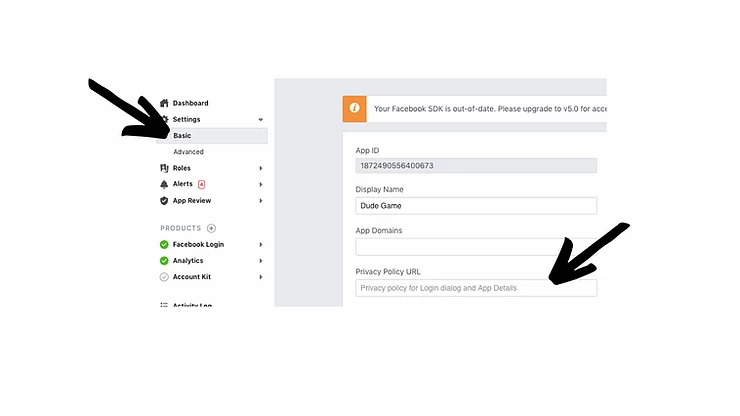 Dashboard
Settings
Basic
Advanced
Roles
Alerts 4
App Review
PRODUCTS
Facebook Login
Analytics
Account Kit
Activity Log
Your Facebook SDK is out-of-date. Please upgrade to v5.0 for acce
App ID
1872490556400673
Display Name
Dude Game
App Domains
Privacy Policy URL
Privacy policy for Login dialog and App Details